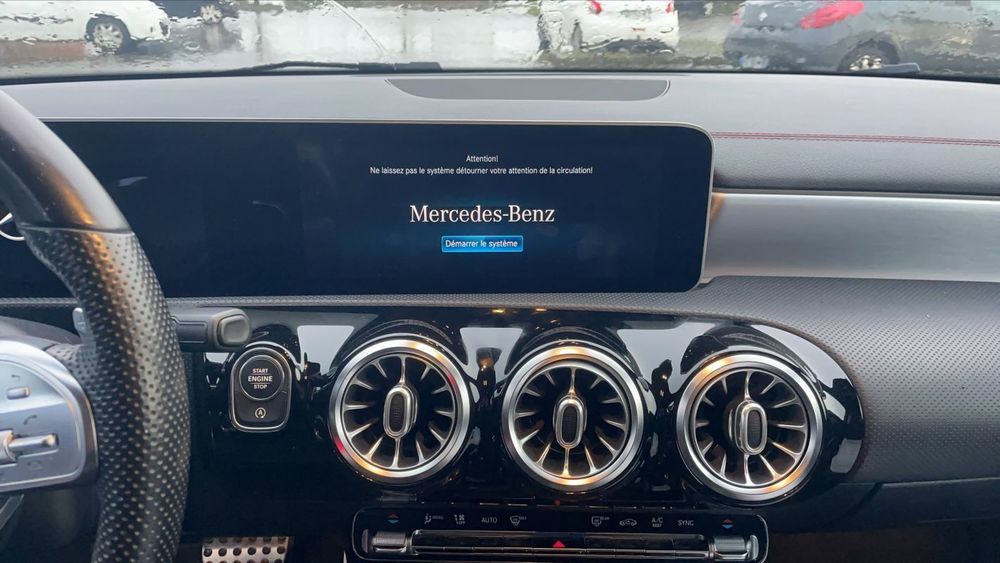 Attention!
Ne laissez pas le système détourner votre attention de la circulation!
Mercedes-Benz
Démarrer le système
START
ENGINE
STOP
A
AUTO
A/C
SYNC